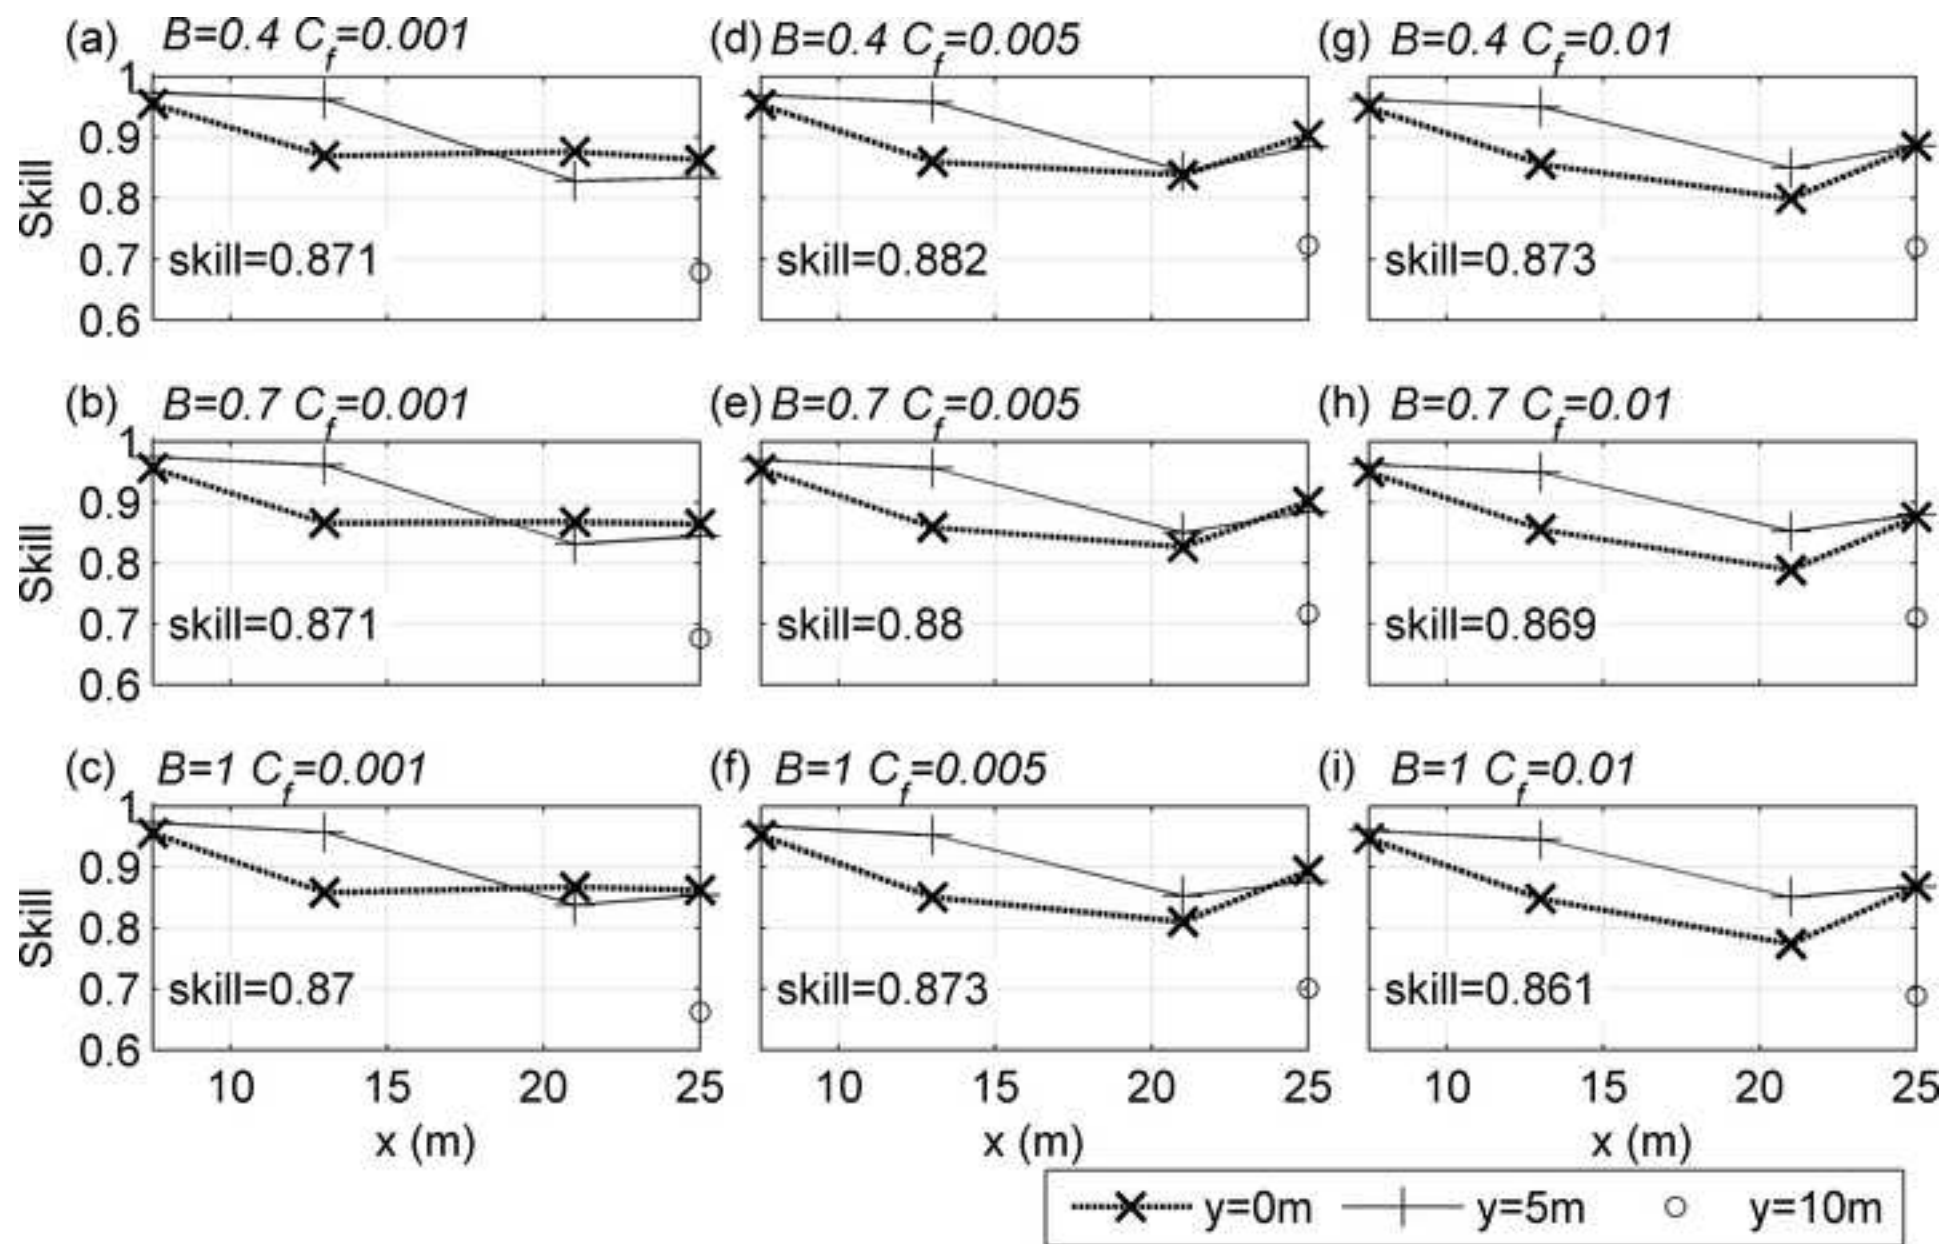 (a) B=0.4 C_f=0.001 (d) B=0.4 C_f=0.005 (g) B=0.4 C_f=0.01
1
0.9
Skill
0.8
skill=0.871 skill=0.882 skill=0.873
0.7
0.6
(b) B=0.7 C_f=0.001 (e) B=0.7 C_f=0.005 (h) B=0.7 C_f=0.01
1
0.9
Skill
0.8
skill=0.871 skill=0.88 skill=0.869
0.7
0.6
(c) B=1 C_f=0.001 (f) B=1 C_f=0.005 (i) B=1 C_f=0.01
1
0.9
Skill
0.8
skill=0.87 skill=0.873 skill=0.861
0.7
0.6
10 15 20 25 10 15 20 25 10 15 20 25
x (m) x (m) x (m)
y=0m y=5m y=10m